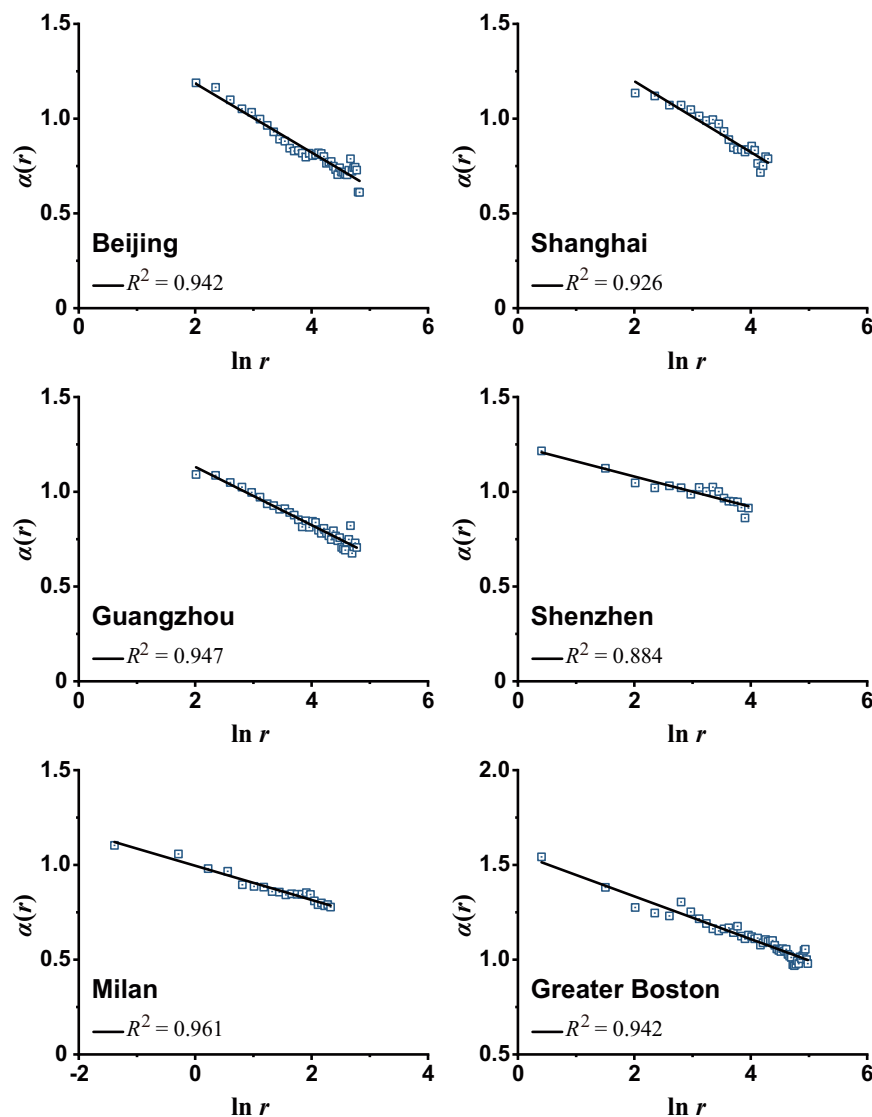 1.5
1.0
0.5
0
α(r)
Beijing
R² = 0.942
0 2 4 6
ln r
1.5
1.0
0.5
0
α(r)
Shanghai
R² = 0.926
0 2 4 6
ln r
1.5
1.0
0.5
0
α(r)
Guangzhou
R² = 0.947
0 2 4 6
ln r
1.5
1.0
0.5
0
α(r)
Shenzhen
R² = 0.884
0 2 4 6
ln r
1.5
1.0
0.5
0
α(r)
Milan
R² = 0.961
-2 0 2 4
ln r
2.0
1.5
1.0
0.5
α(r)
Greater Boston
R² = 0.942
0 2 4 6
ln r